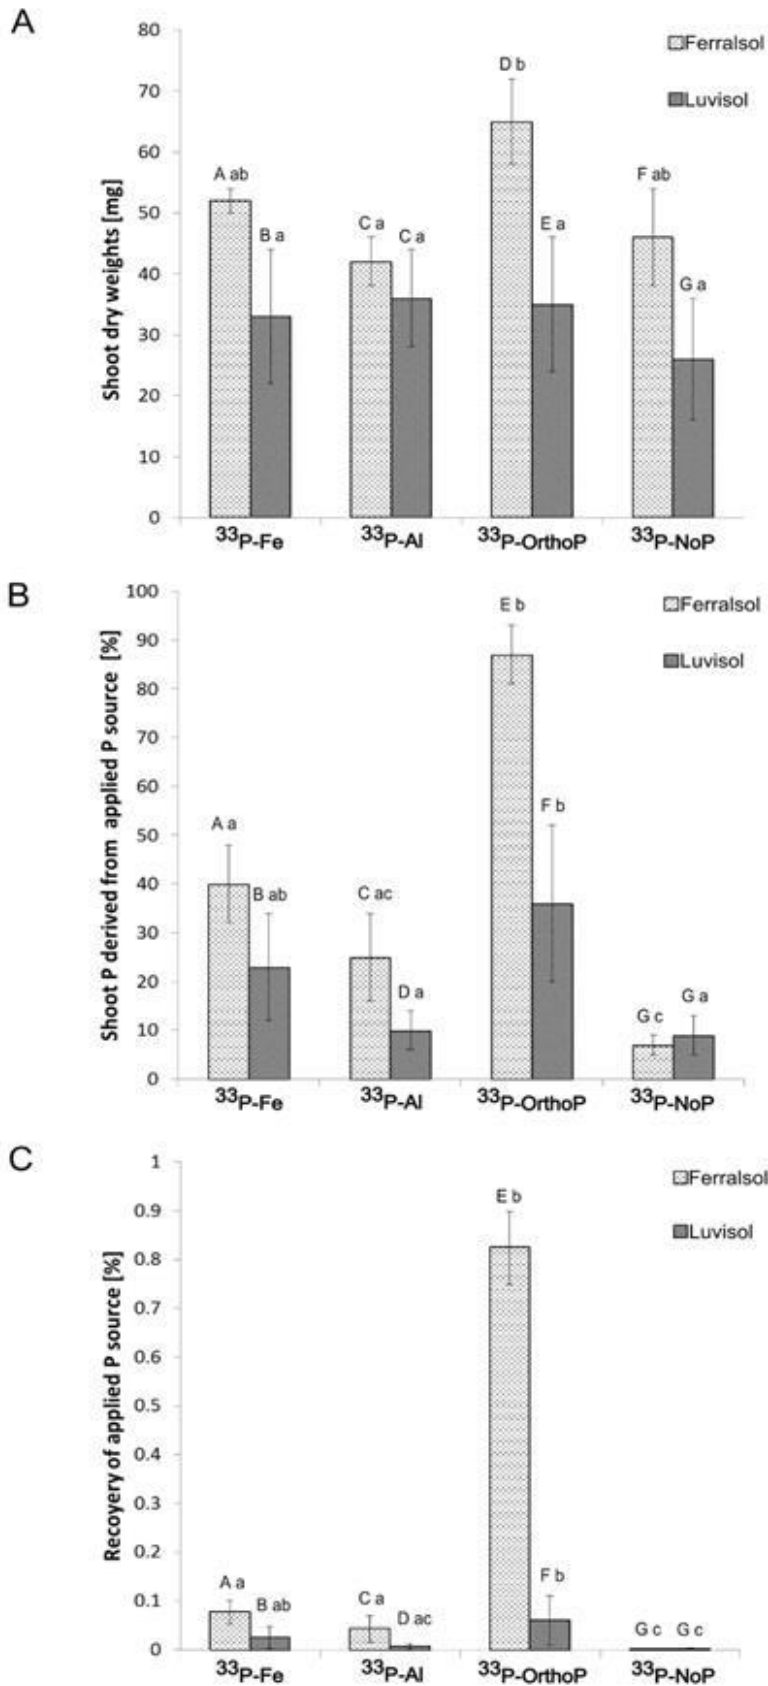 A
Shoot dry weights [mg]
80
70
60
50
40
30
20
10
0
A ab
B a
C a
C a
D b
E a
F ab
G a
Ferralsol
Luvisol
33P-Fe
33P-Al
33P-OrthoP
33P-NoP
B
Shoot P derived from applied P source [%]
100
90
80
70
60
50
40
30
20
10
0
A a
B ab
C ac
D a
E b
F b
G c
G a
Ferralsol
Luvisol
33P-Fe
33P-Al
33P-OrthoP
33P-NoP
C
Recoyery of applied P source [%]
1
0.9
0.8
0.7
0.6
0.5
0.4
0.3
0.2
0.1
0
A a
B ab
C a
D ac
E b
F b
G c
G c
Ferralsol
Luvisol
33P-Fe
33P-Al
33P-OrthoP
33P-NoP